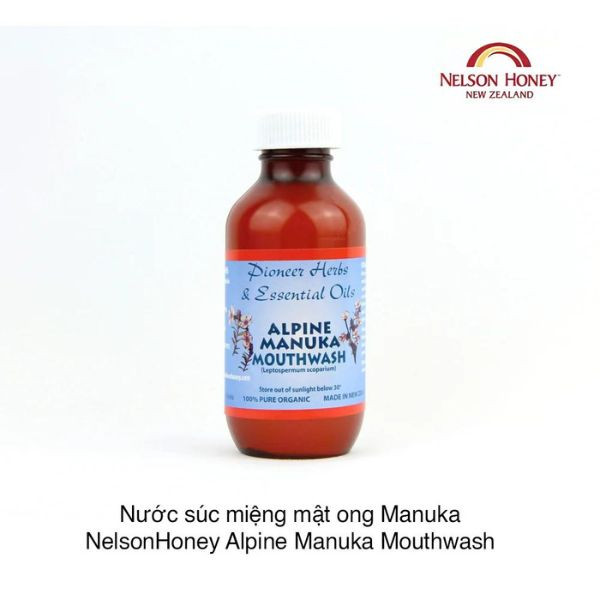 NELSON HONEY™
NEW ZEALAND
Pioneer Herbs
& Essential Oils
ALPINE
MANUKA
MOUTHWASH
(Leptospermum scoparium)
Store out of sunlight below 30°
100% PURE ORGANIC MADE IN NEW
Nước súc miệng mật ong Manuka
NelsonHoney Alpine Manuka Mouthwash